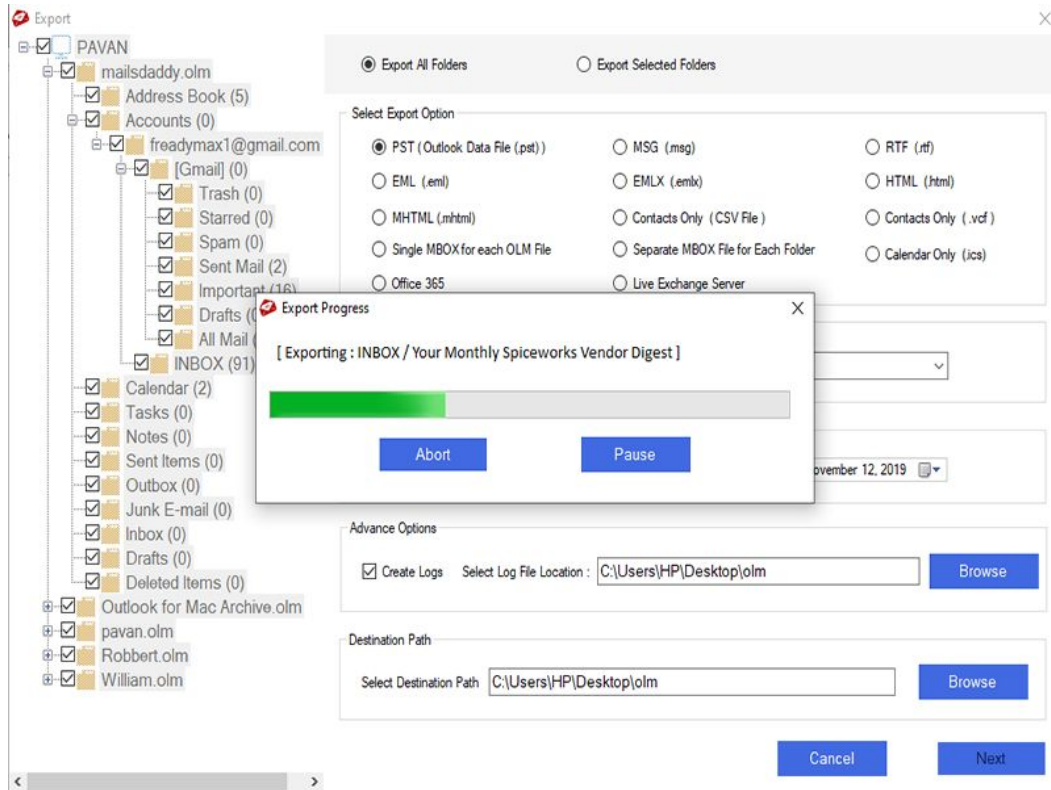 Export
PAVAN
mailsdaddy.olm
Address Book (5)
Accounts (0)
freadymax1@gmail.com
[Gmail] (0)
Trash (0)
Starred (0)
Spam (0)
Sent Mail (2)
Important (16)
Drafts (
All Mail (
INBOX (91)
Calendar (2)
Tasks (0)
Notes (0)
Sent Items (0)
Outbox (0)
Junk E-mail (0)
Inbox (0)
Drafts (0)
Deleted Items (0)
Outlook for Mac Archive.olm
pavan.olm
Robbert.olm
William.olm
Export All Folders Export Selected Folders
Select Export Option
PST ( Outlook Data File (.pst) ) MSG (.msg) RTF (.rtf)
EML (.eml) EMLX (.emlx) HTML (.html)
MHTML (.mhtml) Contacts Only ( CSV File ) Contacts Only ( .vcf )
Single MBOX for each OLM File Separate MBOX File for Each Folder Calendar Only (.ics)
Office 365 Live Exchange Server
Export Progress
[ Exporting : INBOX / Your Monthly Spiceworks Vendor Digest ]
Abort Pause
ovember 12, 2019
Advance Options
Create Logs Select Log File Location : C:\Users\HP\Desktop\olm Browse
Destination Path
Select Destination Path C:\Users\HP\Desktop\olm Browse
Cancel Next